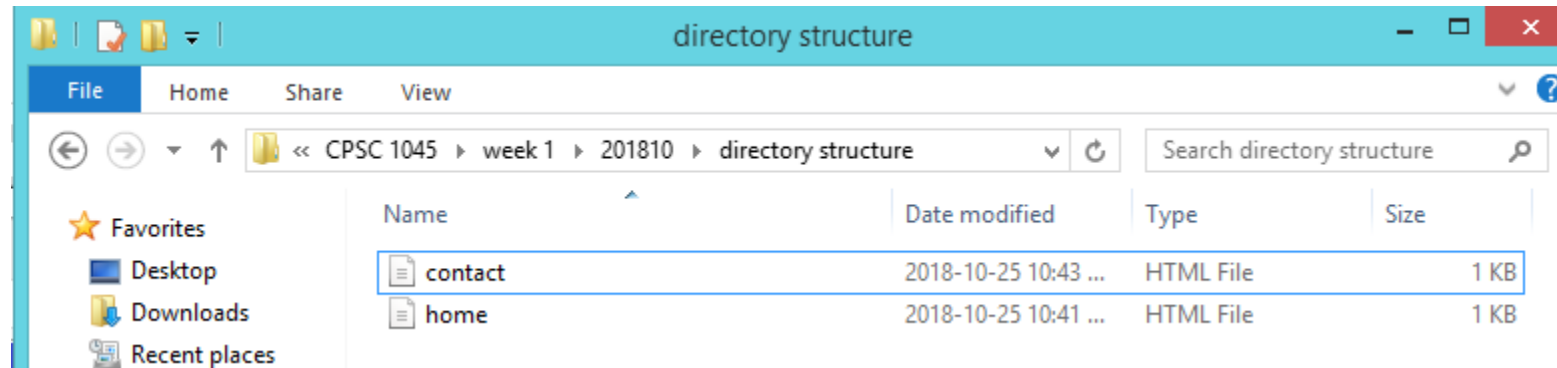 directory structure
File Home Share View
« CPSC 1045 week 1 201810 directory structure Search directory structure
Favorites Name Date modified Type Size
Desktop contact 2018-10-25 10:43 ... HTML File 1 KB
Downloads home 2018-10-25 10:41 ... HTML File 1 KB
Recent places